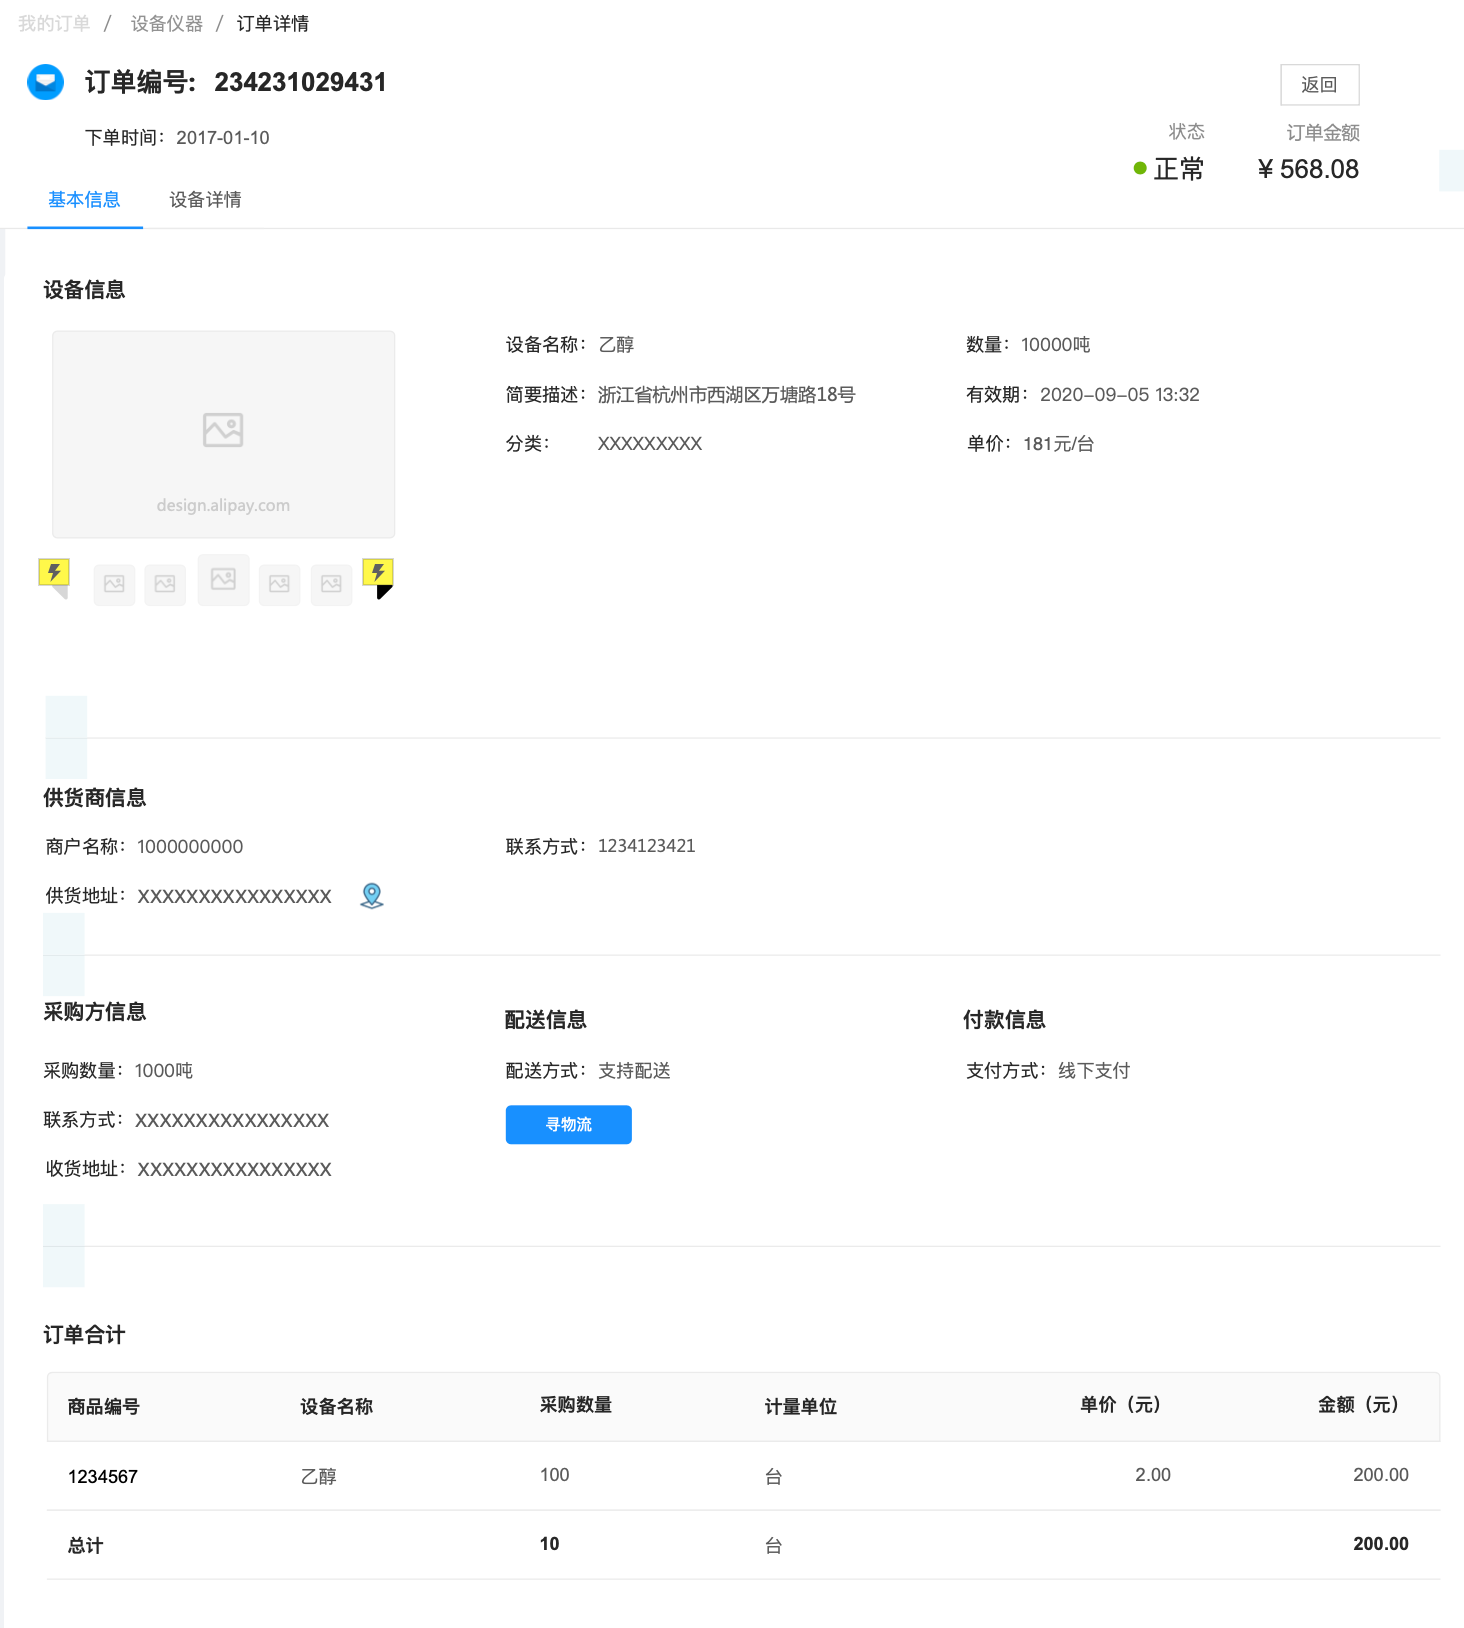 我的订单 / 设备仪器 / 订单详情
订单编号: 234231029431
返回
下单时间: 2017-01-10
状态 订单金额
正常 ¥ 568.08
基本信息 设备详情
设备信息
design.alipay.com
设备名称: 乙醇 数量: 10000吨
简要描述: 浙江省杭州市西湖区万塘路18号 有效期: 2020-09-05 13:32
分类: XXXXXXXXX 单价: 181元/台
供货商信息
商户名称: 1000000000 联系方式: 1234123421
供货地址: XXXXXXXXXXXXXXXX
采购方信息 配送信息 付款信息
采购数量: 1000吨 配送方式: 支持配送 支付方式: 线下支付
联系方式: XXXXXXXXXXXXXXXX 寻物流
收货地址: XXXXXXXXXXXXXXXX
订单合计
商品编号 设备名称 采购数量 计量单位 单价（元） 金额（元）
1234567 乙醇 100 台 2.00 200.00
总计 10 台 200.00